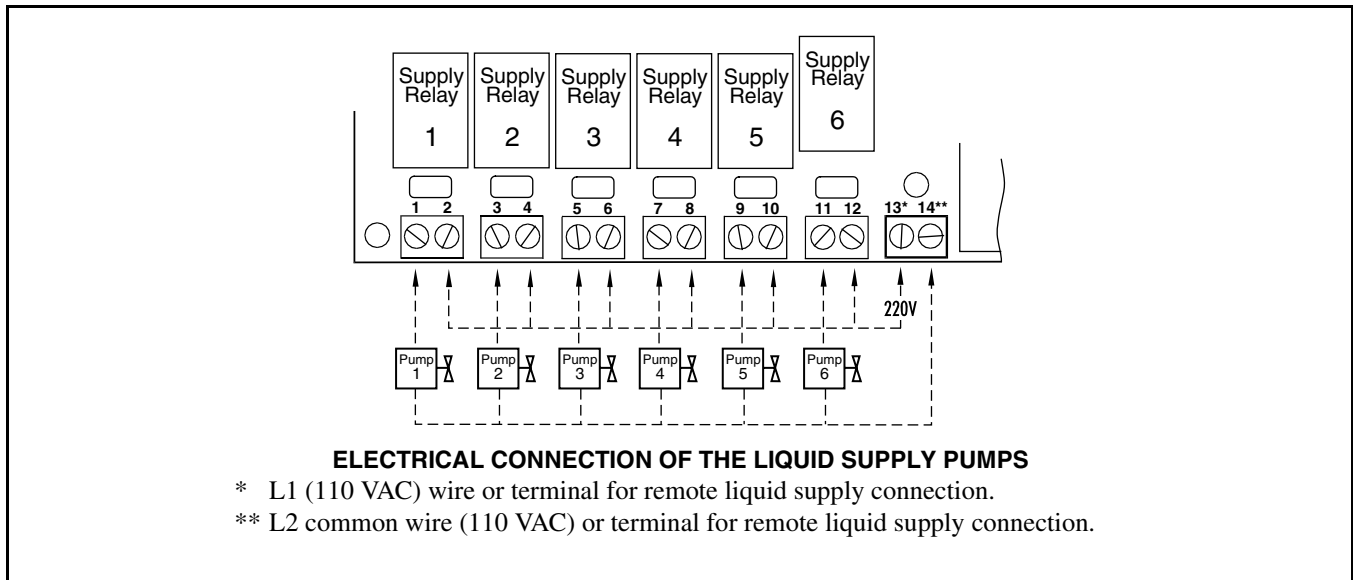 Supply Relay 1
Supply Relay 2
Supply Relay 3
Supply Relay 4
Supply Relay 5
Supply Relay 6
1 2 3 4 5 6 7 8 9 10 11 12 13* 14**
220V
Pump 1
Pump 2
Pump 3
Pump 4
Pump 5
Pump 6
ELECTRICAL CONNECTION OF THE LIQUID SUPPLY PUMPS
* L1 (110 VAC) wire or terminal for remote liquid supply connection.
** L2 common wire (110 VAC) or terminal for remote liquid supply connection.